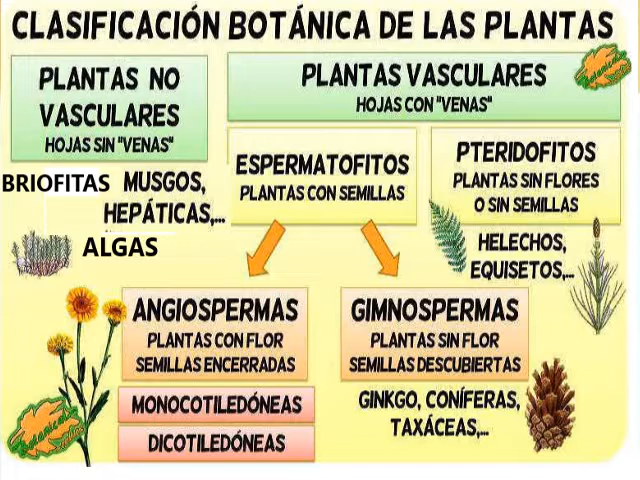 CLASIFICACIÓN BOTÁNICA DE LAS PLANTAS
PLANTAS NO
VASCULARES
HOJAS SIN "VENAS"
PLANTAS VASCULARES
HOJAS CON "VENAS"
BRIOFITAS MUSGOS,
HEPÁTICAS,...
ALGAS
ESPERMATOFITOS
PLANTAS CON SEMILLAS
PTERIDOFITOS
PLANTAS SIN FLORES
O SIN SEMILLAS
HELECHOS,
EQUISETOS,...
ANGIOSPERMAS
PLANTAS CON FLOR
SEMILLAS ENCERRADAS
MONOCOTILEDÓNEAS
DICOTILEDÓNEAS
GIMNOSPERMAS
PLANTAS SIN FLOR
SEMILLAS DESCUBIERTAS
GINKGO, CONÍFERAS,
TAXÁCEAS,...